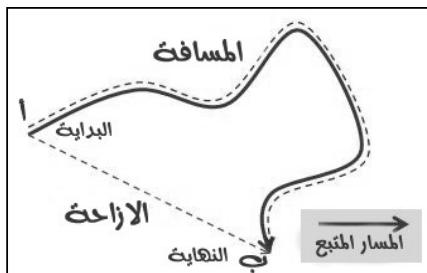 المسافة
أ
البداية
الازاحة
ب النهاية
المسار المتبع